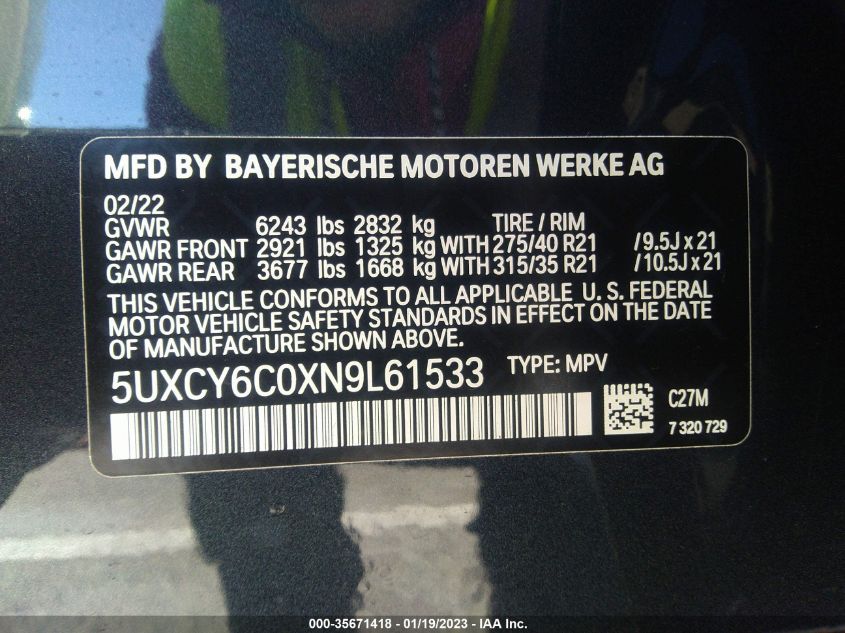 MFD BY BAYERISCHE MOTOREN WERKE AG
02/22
GVWR 6243 lbs 2832 kg TIRE / RIM
GAWR FRONT 2921 lbs 1325 kg WITH 275/40 R21 / 9.5J x 21
GAWR REAR 3677 lbs 1668 kg WITH 315/35 R21 / 10.5J x 21
THIS VEHICLE CONFORMS TO ALL APPLICABLE U. S. FEDERAL
MOTOR VEHICLE SAFETY STANDARDS IN EFFECT ON THE DATE
OF MANUFACTURE SHOWN ABOVE.
5UXCY6C0XN9L61533 TYPE: MPV
C27M
7 320 729
000-35671418 - 01/19/2023 - IAA Inc.